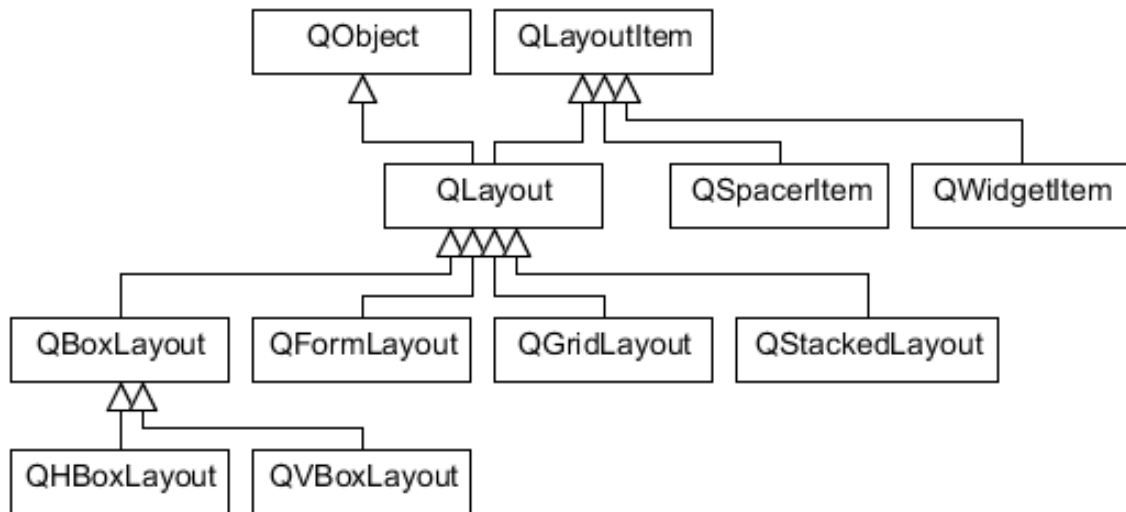 QObject
QLayoutItem
QLayout
QSpacerItem
QWidgetItem
QBoxLayout
QFormLayout
QGridLayout
QStackedLayout
QHBoxLayout
QVBoxLayout